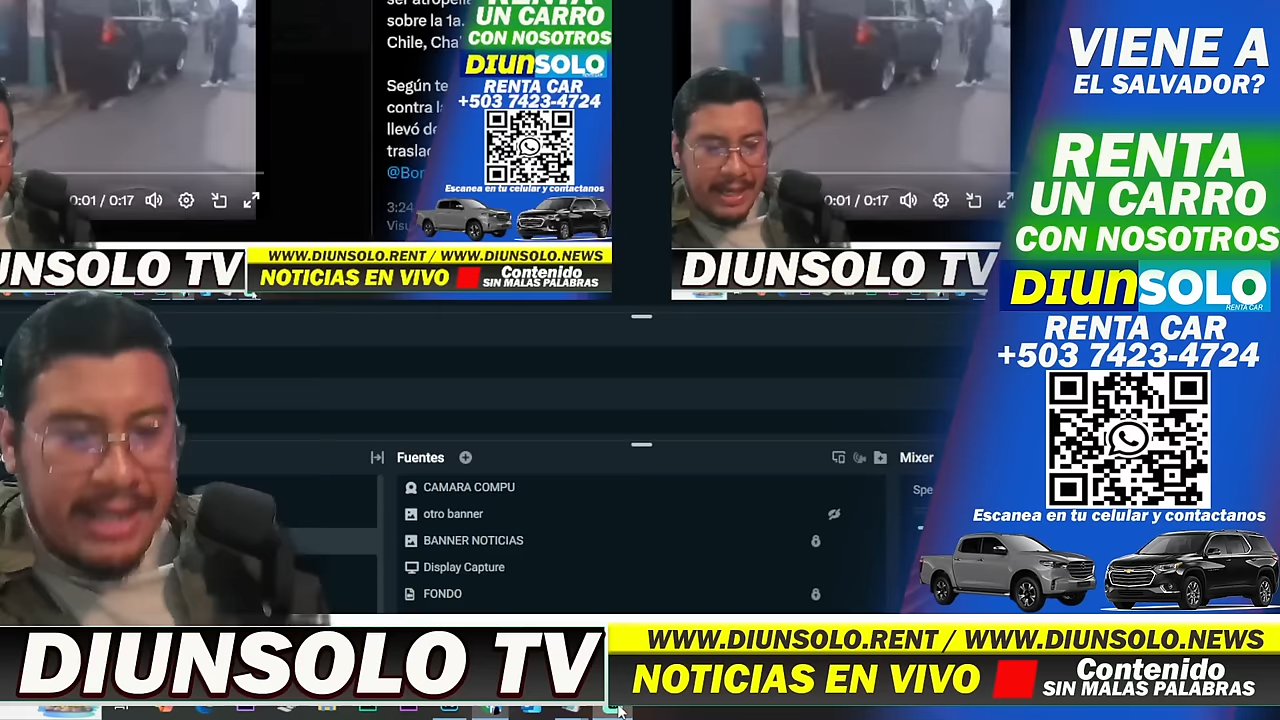 sobre la 1a.
Chile, Cha
Según te
contra l
llevó de
traslac
@Bor
3:24
UN CARRO
CON NOSOTROS
DIUNSOLO
RENTA CAR
+503 7423-4724
Escanea en tu celular y contactanos
0:01 / 0:17
UNSOLO TV
WWW.DIUNSOLO.RENT / WWW.DIUNSOLO.NEWS
NOTICIAS EN VIVO
Contenido
SIN MALAS PALABRAS
0:01 / 0:17
DIUNSOLO TV
Fuentes
CAMARA COMPU
otro banner
BANNER NOTICIAS
Display Capture
FONDO
Mixer
Spe
VIENE A
EL SALVADOR?
RENTA
UN CARRO
CON NOSOTROS
DIUNSOLO
RENTA CAR
RENTA CAR
+503 7423-4724
Escanea en tu celular y contactanos
DIUNSOLO TV
WWW.DIUNSOLO.RENT / WWW.DIUNSOLO.NEWS
NOTICIAS EN VIVO
Contenido
SIN MALAS PALABRAS